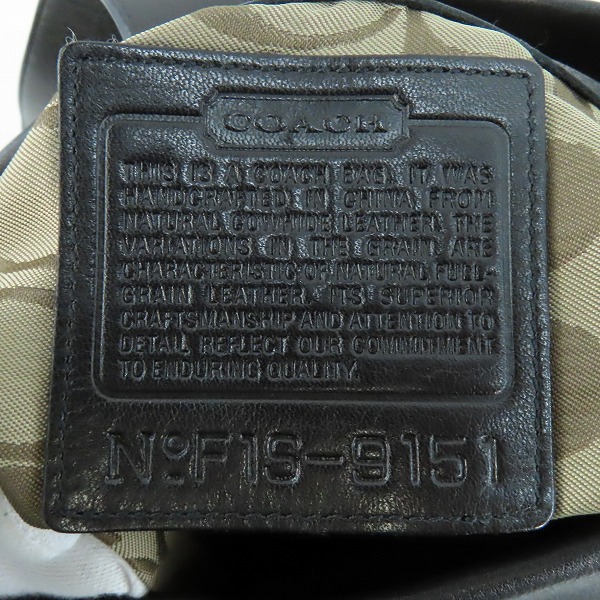 COACH
THIS IS A COACH BAG. IT WAS
HANDCRAFTED IN CHINA FROM
NATURAL COWHIDE LEATHER. THE
VARIATIONS IN THE GRAIN ARE
CHARACTERISTIC OF NATURAL FULL-
GRAIN LEATHER. ITS SUPERIOR
CRAFTSMANSHIP AND ATTENTION TO
DETAIL REFLECT OUR COMMITMENT
TO ENDURING QUALITY.
Nº F1S-9151